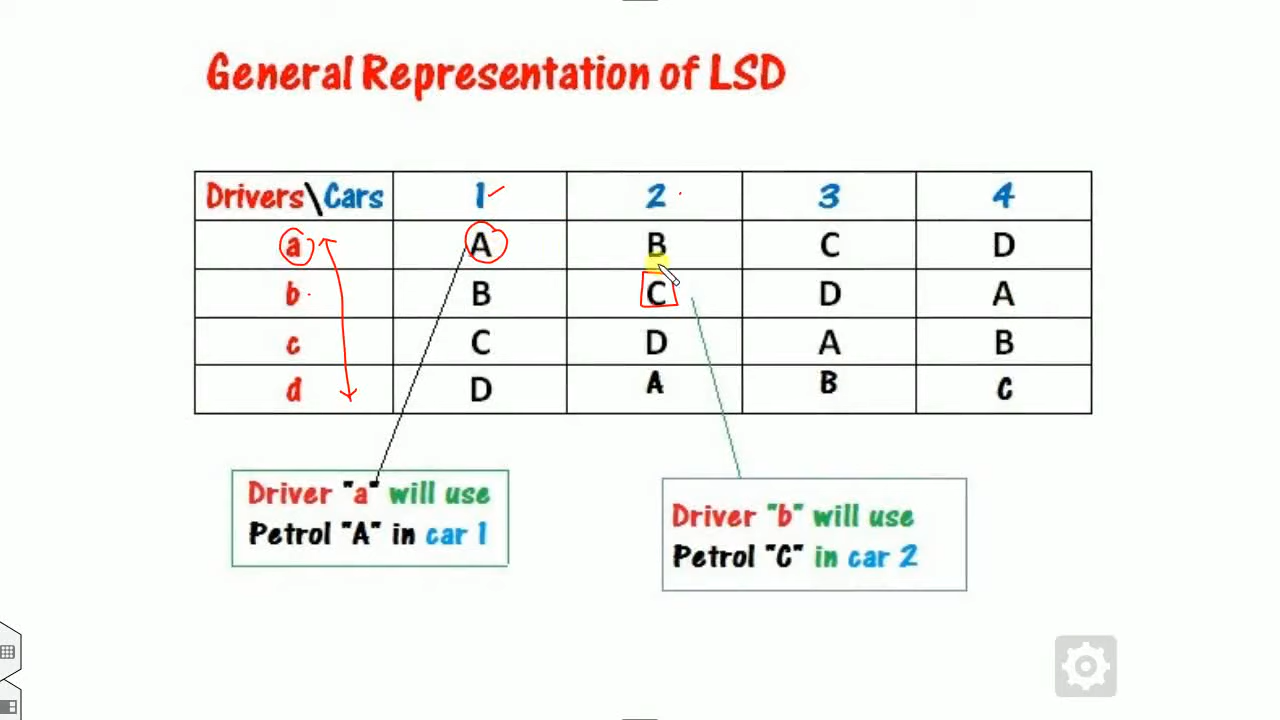 General Representation of LSD
Drivers\Cars 1 2 3 4
a A B C D
b B C D A
c C D A B
d D A B C
Driver "a" will use
Petrol "A" in car 1
Driver "b" will use
Petrol "C" in car 2